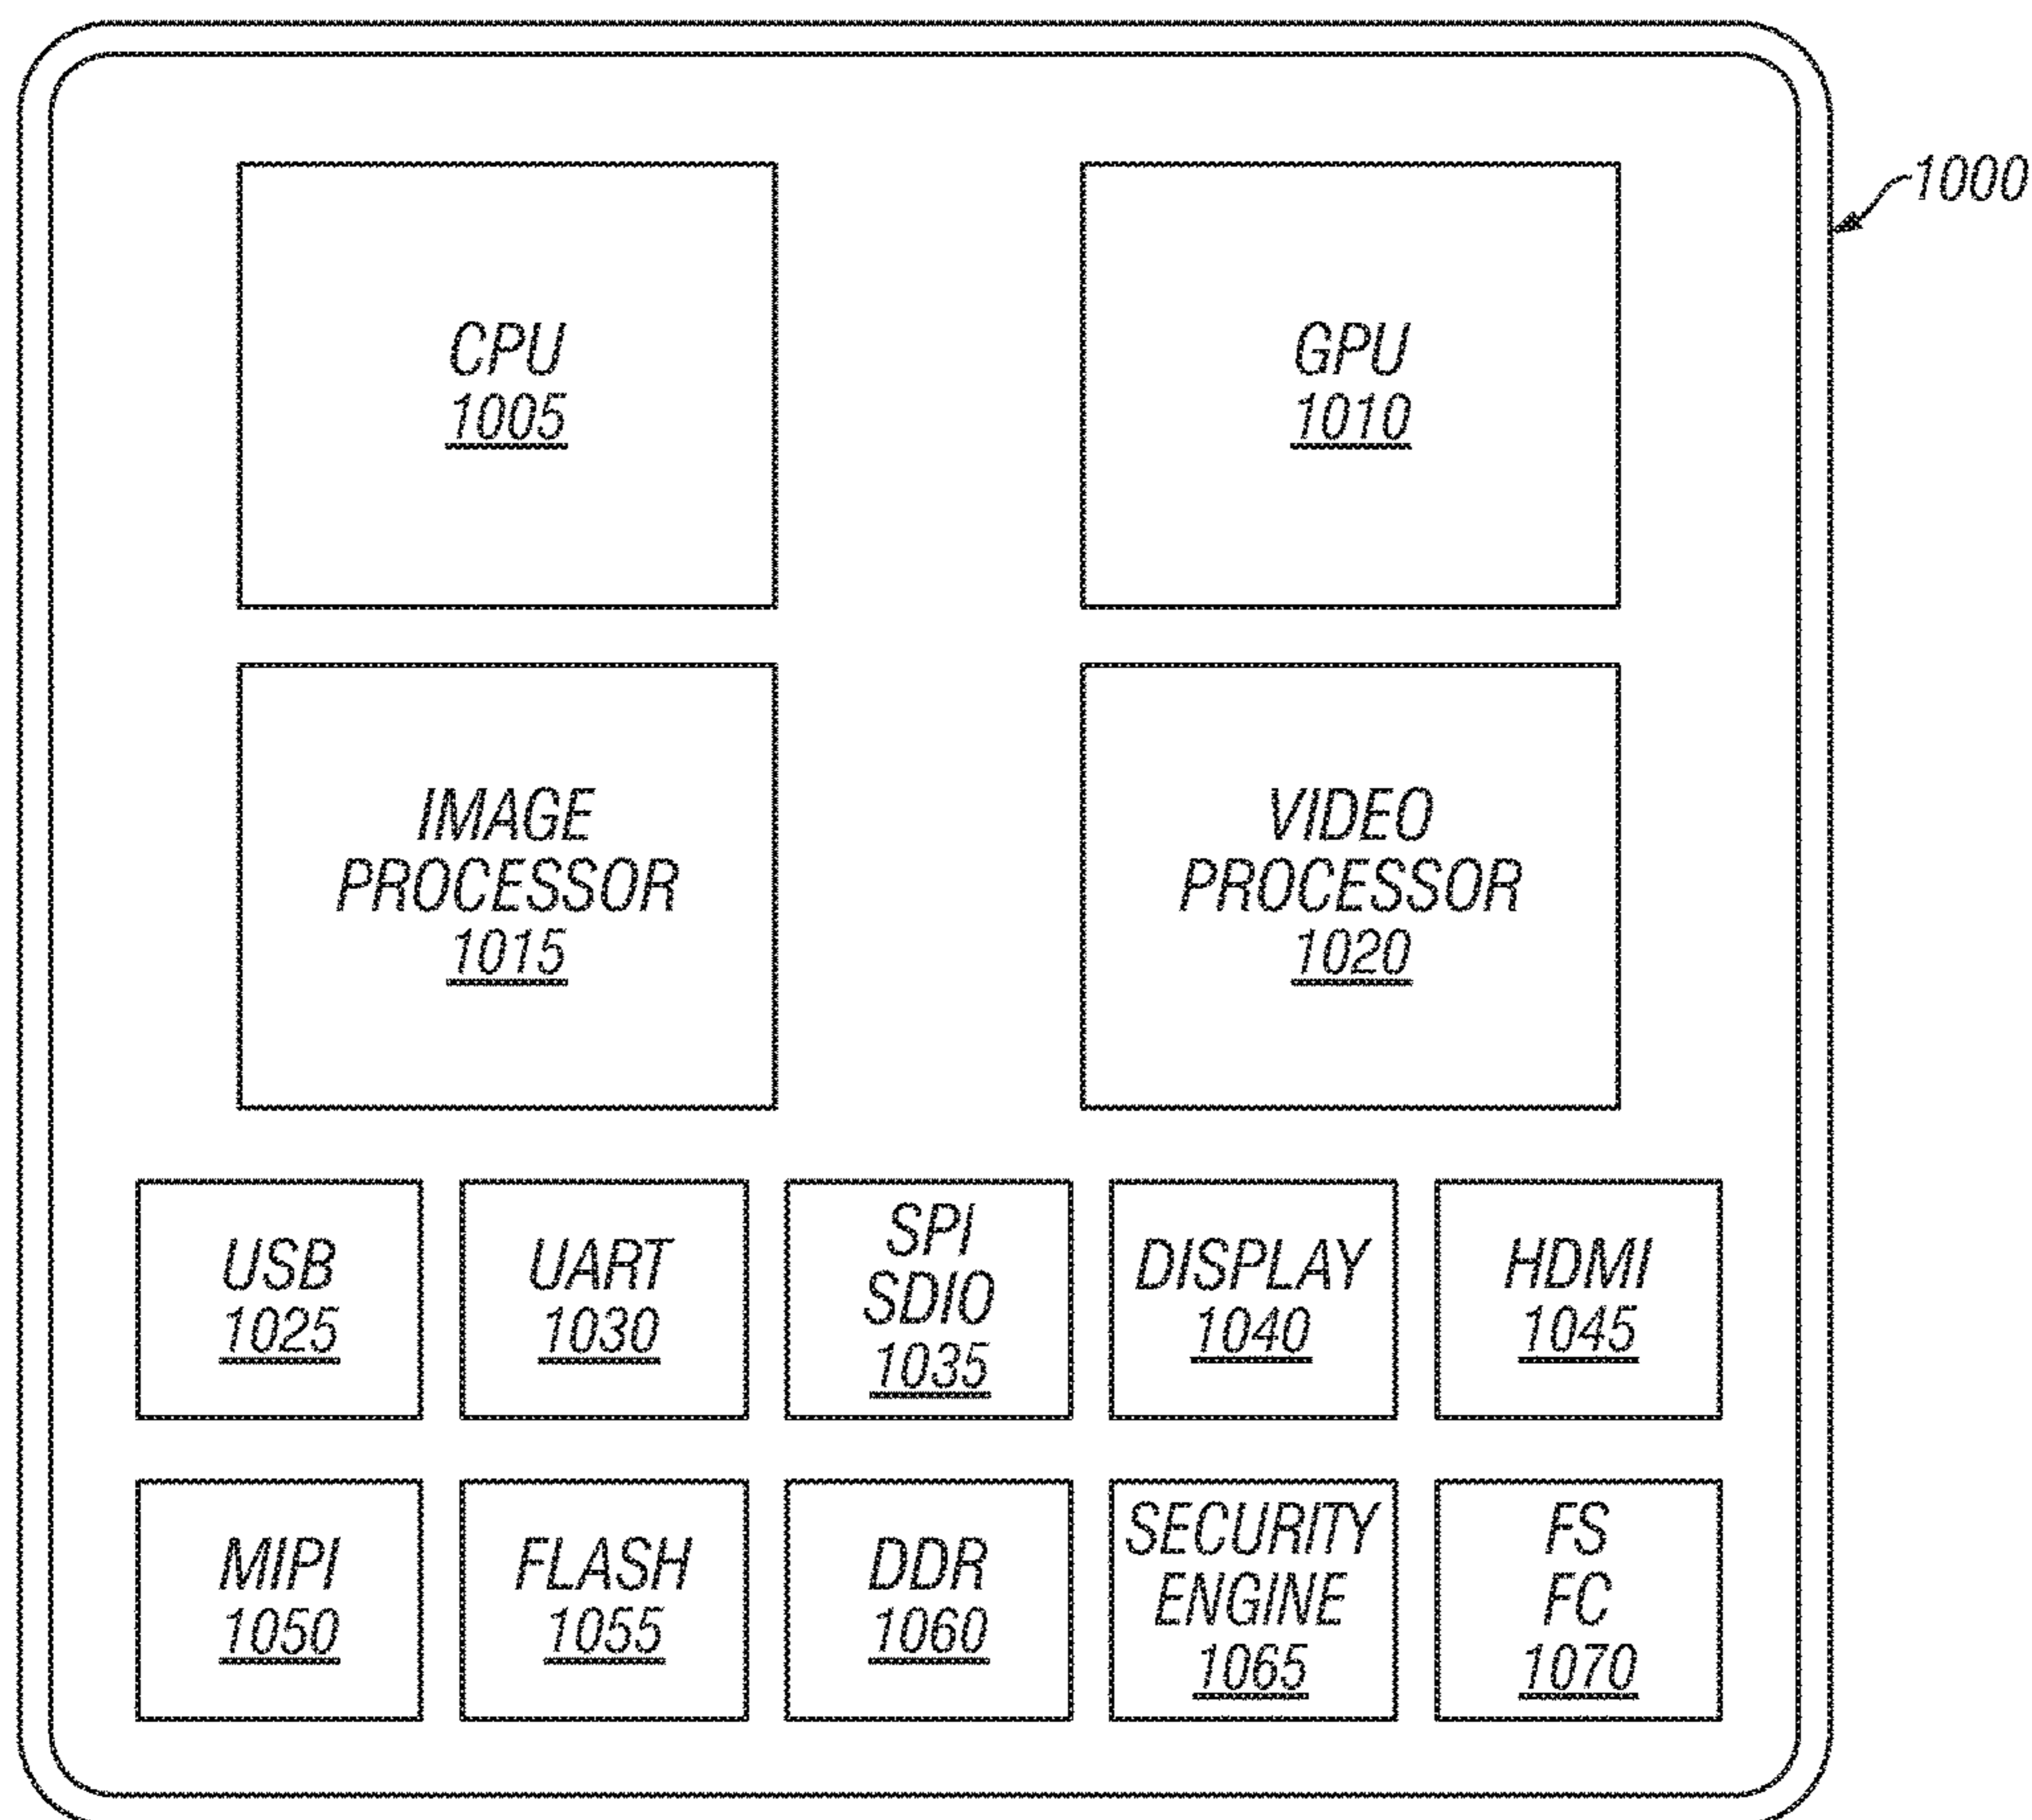 1000
CPU
1005
GPU
1010
IMAGE
PROCESSOR
1015
VIDEO
PROCESSOR
1020
USB
1025
UART
1030
SPI
SDIO
1035
DISPLAY
1040
HDMI
1045
MIPI
1050
FLASH
1055
DDR
1060
SECURITY
ENGINE
1065
FS
FC
1070